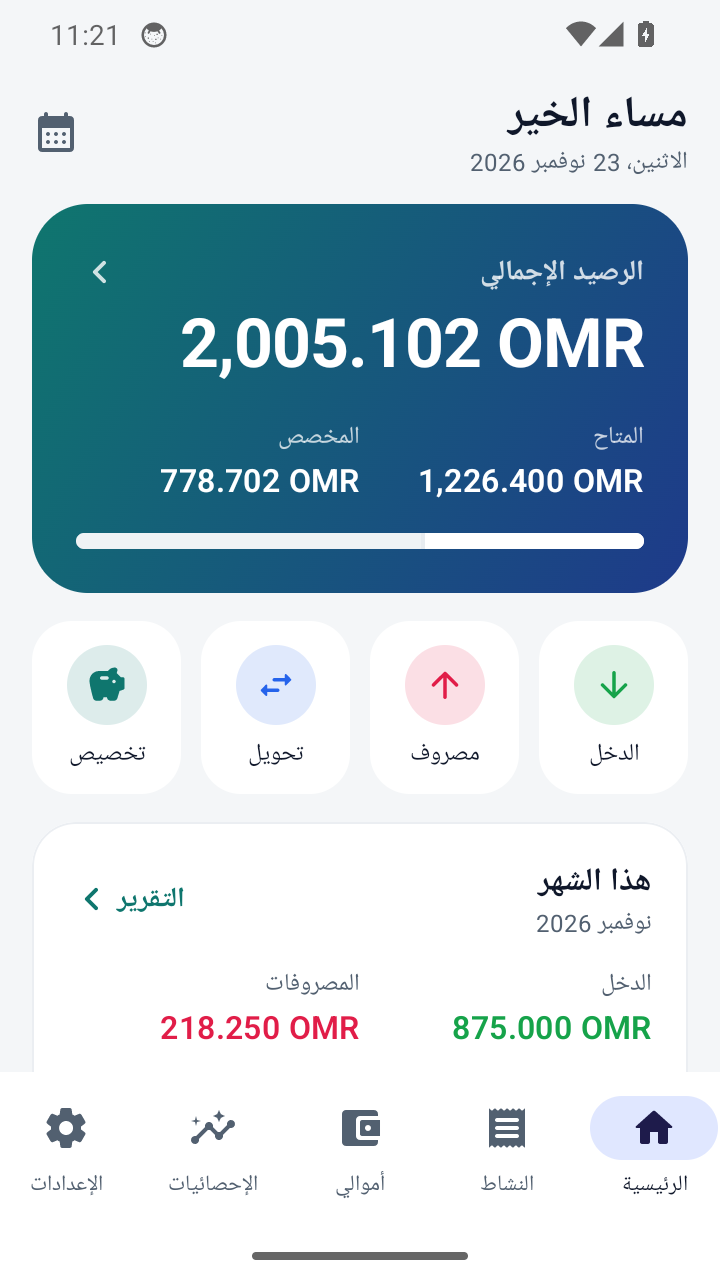 11:21
مساء الخير
الاثنين، 23 نوفمبر 2026
الرصيد الإجمالي
2,005.102 OMR
المتاح
المخصص
1,226.400 OMR
778.702 OMR
الدخل
مصروف
تحويل
تخصيص
هذا الشهر
التقرير
نوفمبر 2026
الدخل
المصروفات
875.000 OMR
218.250 OMR
الرئيسية
النشاط
أموالي
الإحصائيات
الإعدادات